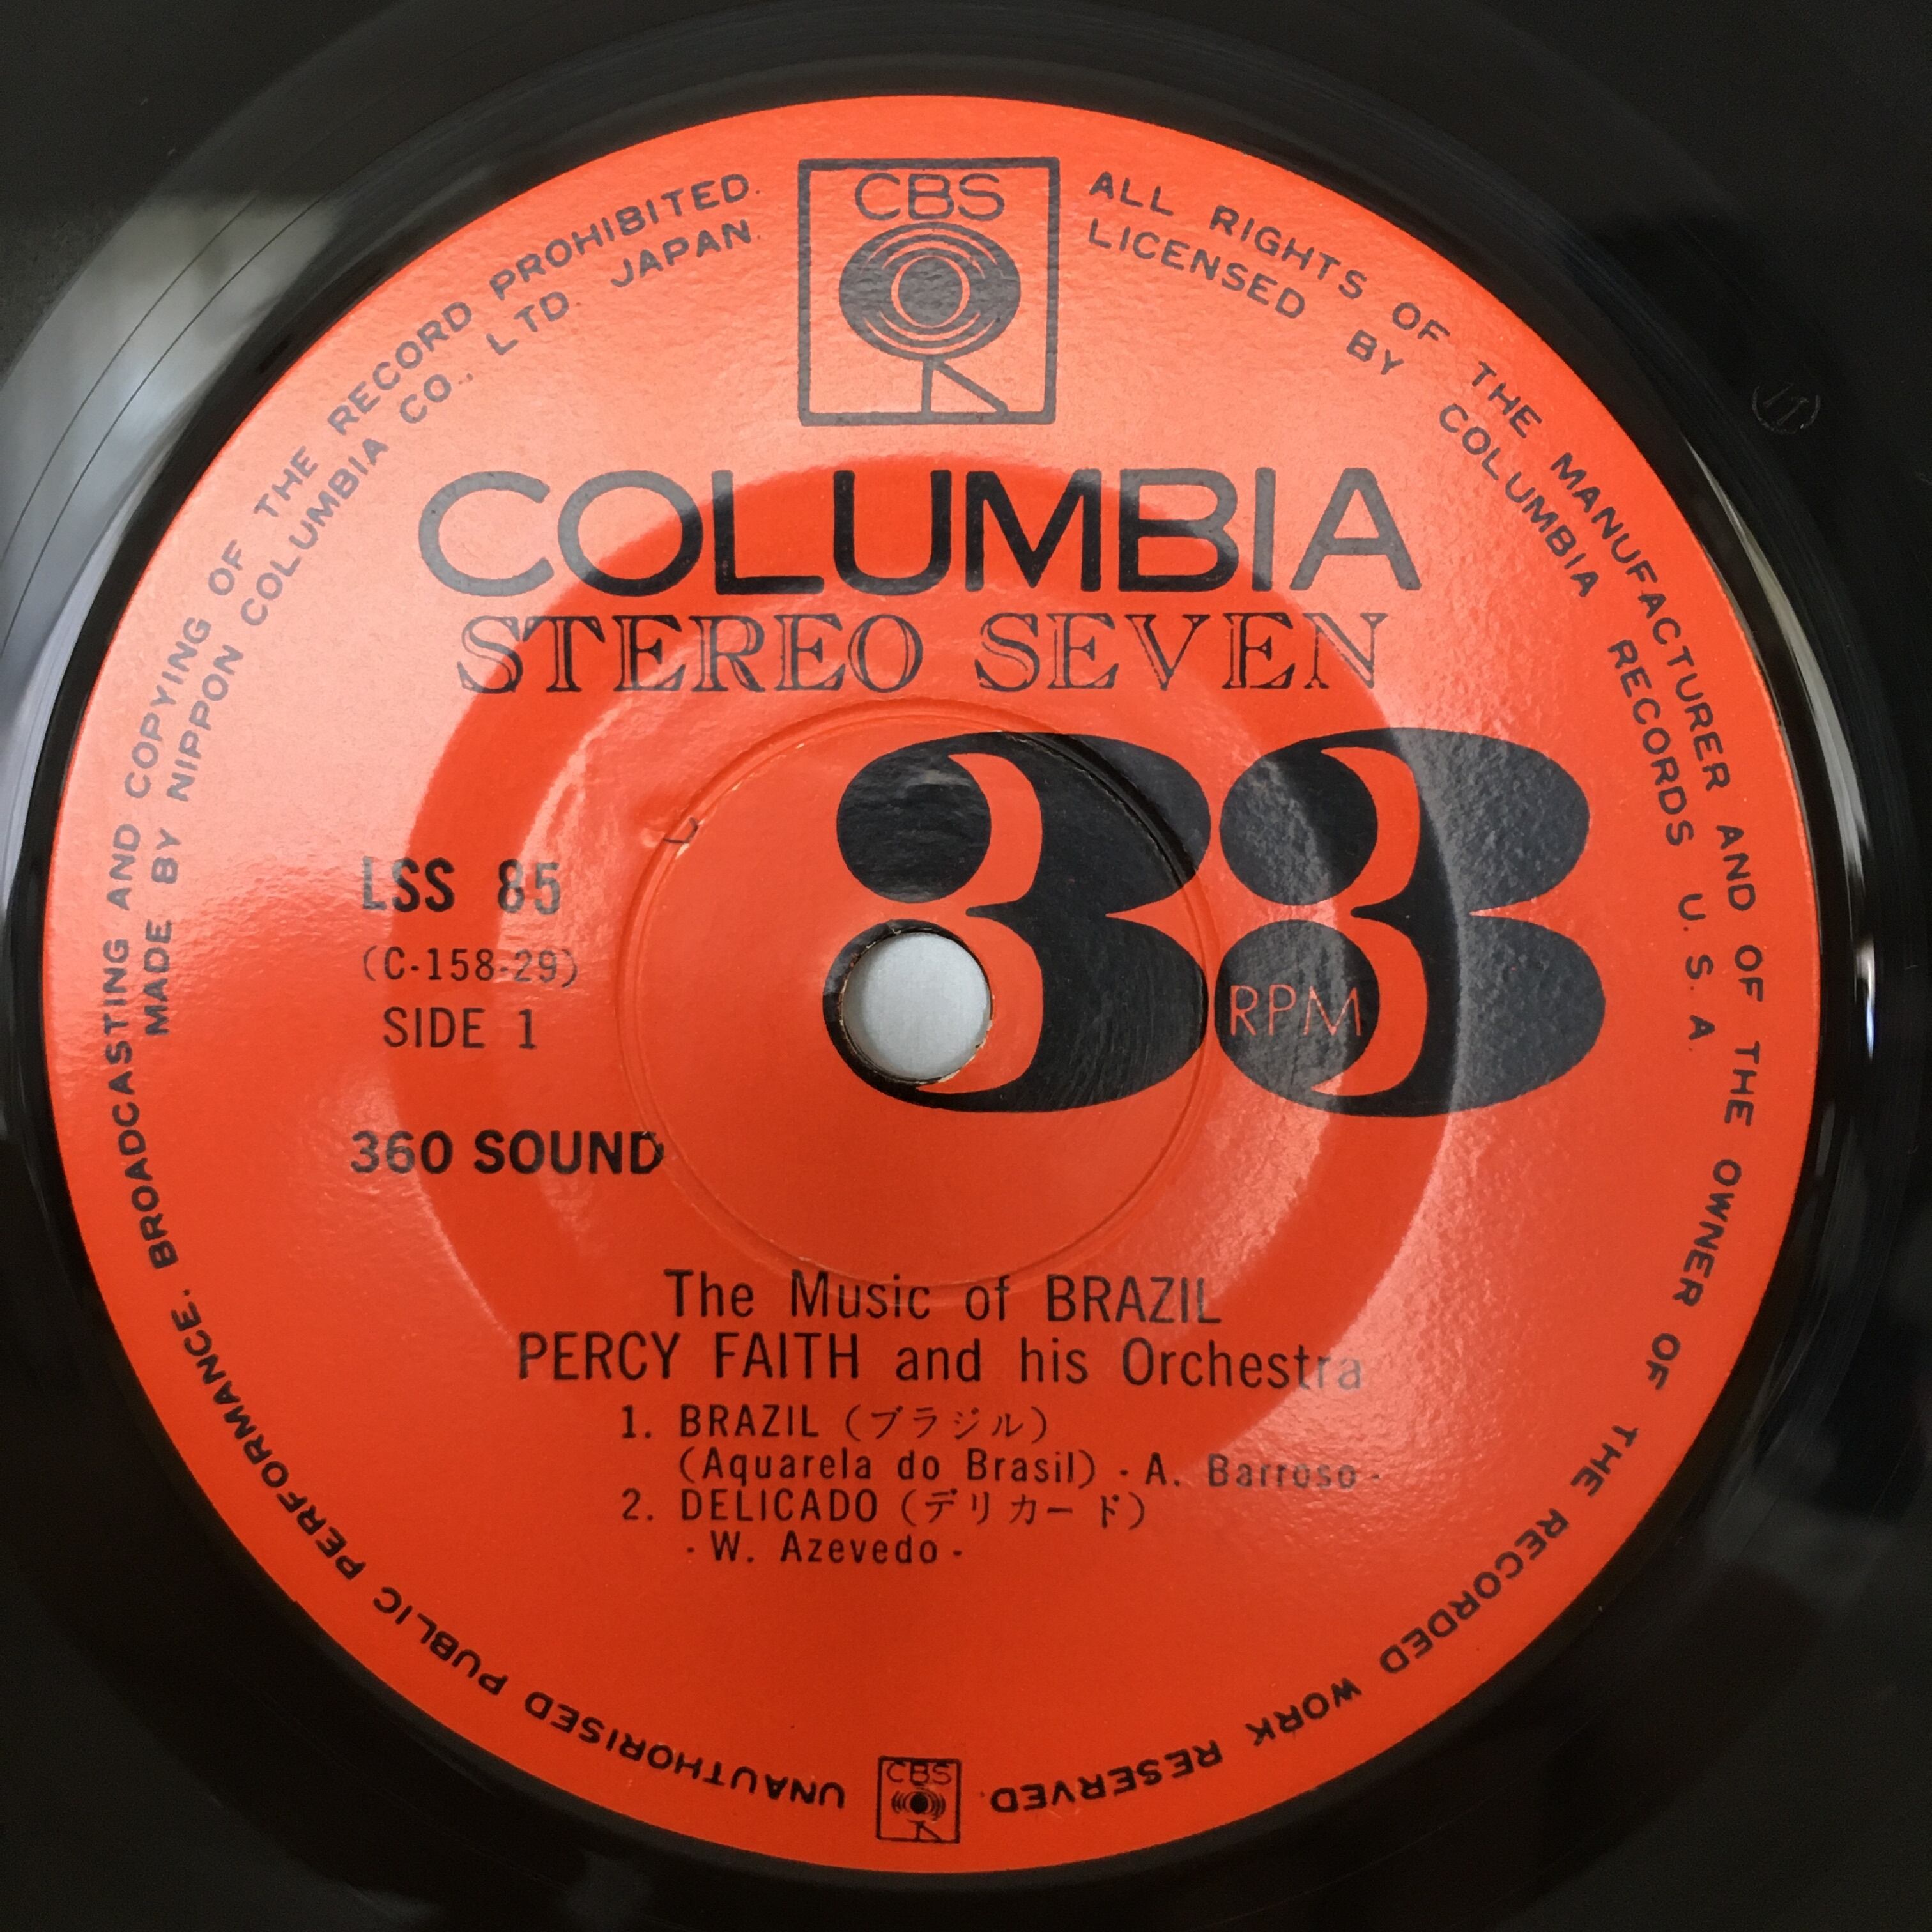 CBS
ALL RIGHTS OF THE MANUFACTURER AND OF THE OWNER OF THE RECORDED WORK RESERVED.
LICENSED BY COLUMBIA RECORDS U. S. A.
UNAUTHORISED PUBLIC PERFORMANCE. BROADCASTING AND COPYING OF THE RECORD PROHIBITED.
MADE BY NIPPON COLUMBIA CO., LTD. JAPAN.
COLUMBIA
STEREO SEVEN
33
RPM
LSS 85
(C-158-29)
SIDE 1
360 SOUND
The Music of BRAZIL
PERCY FAITH and his Orchestra
1. BRAZIL (ブラジル)
(Aquarela do Brasil) - A. Barroso -
2. DELICADO (デリカード)
- W. Azevedo -
CBS